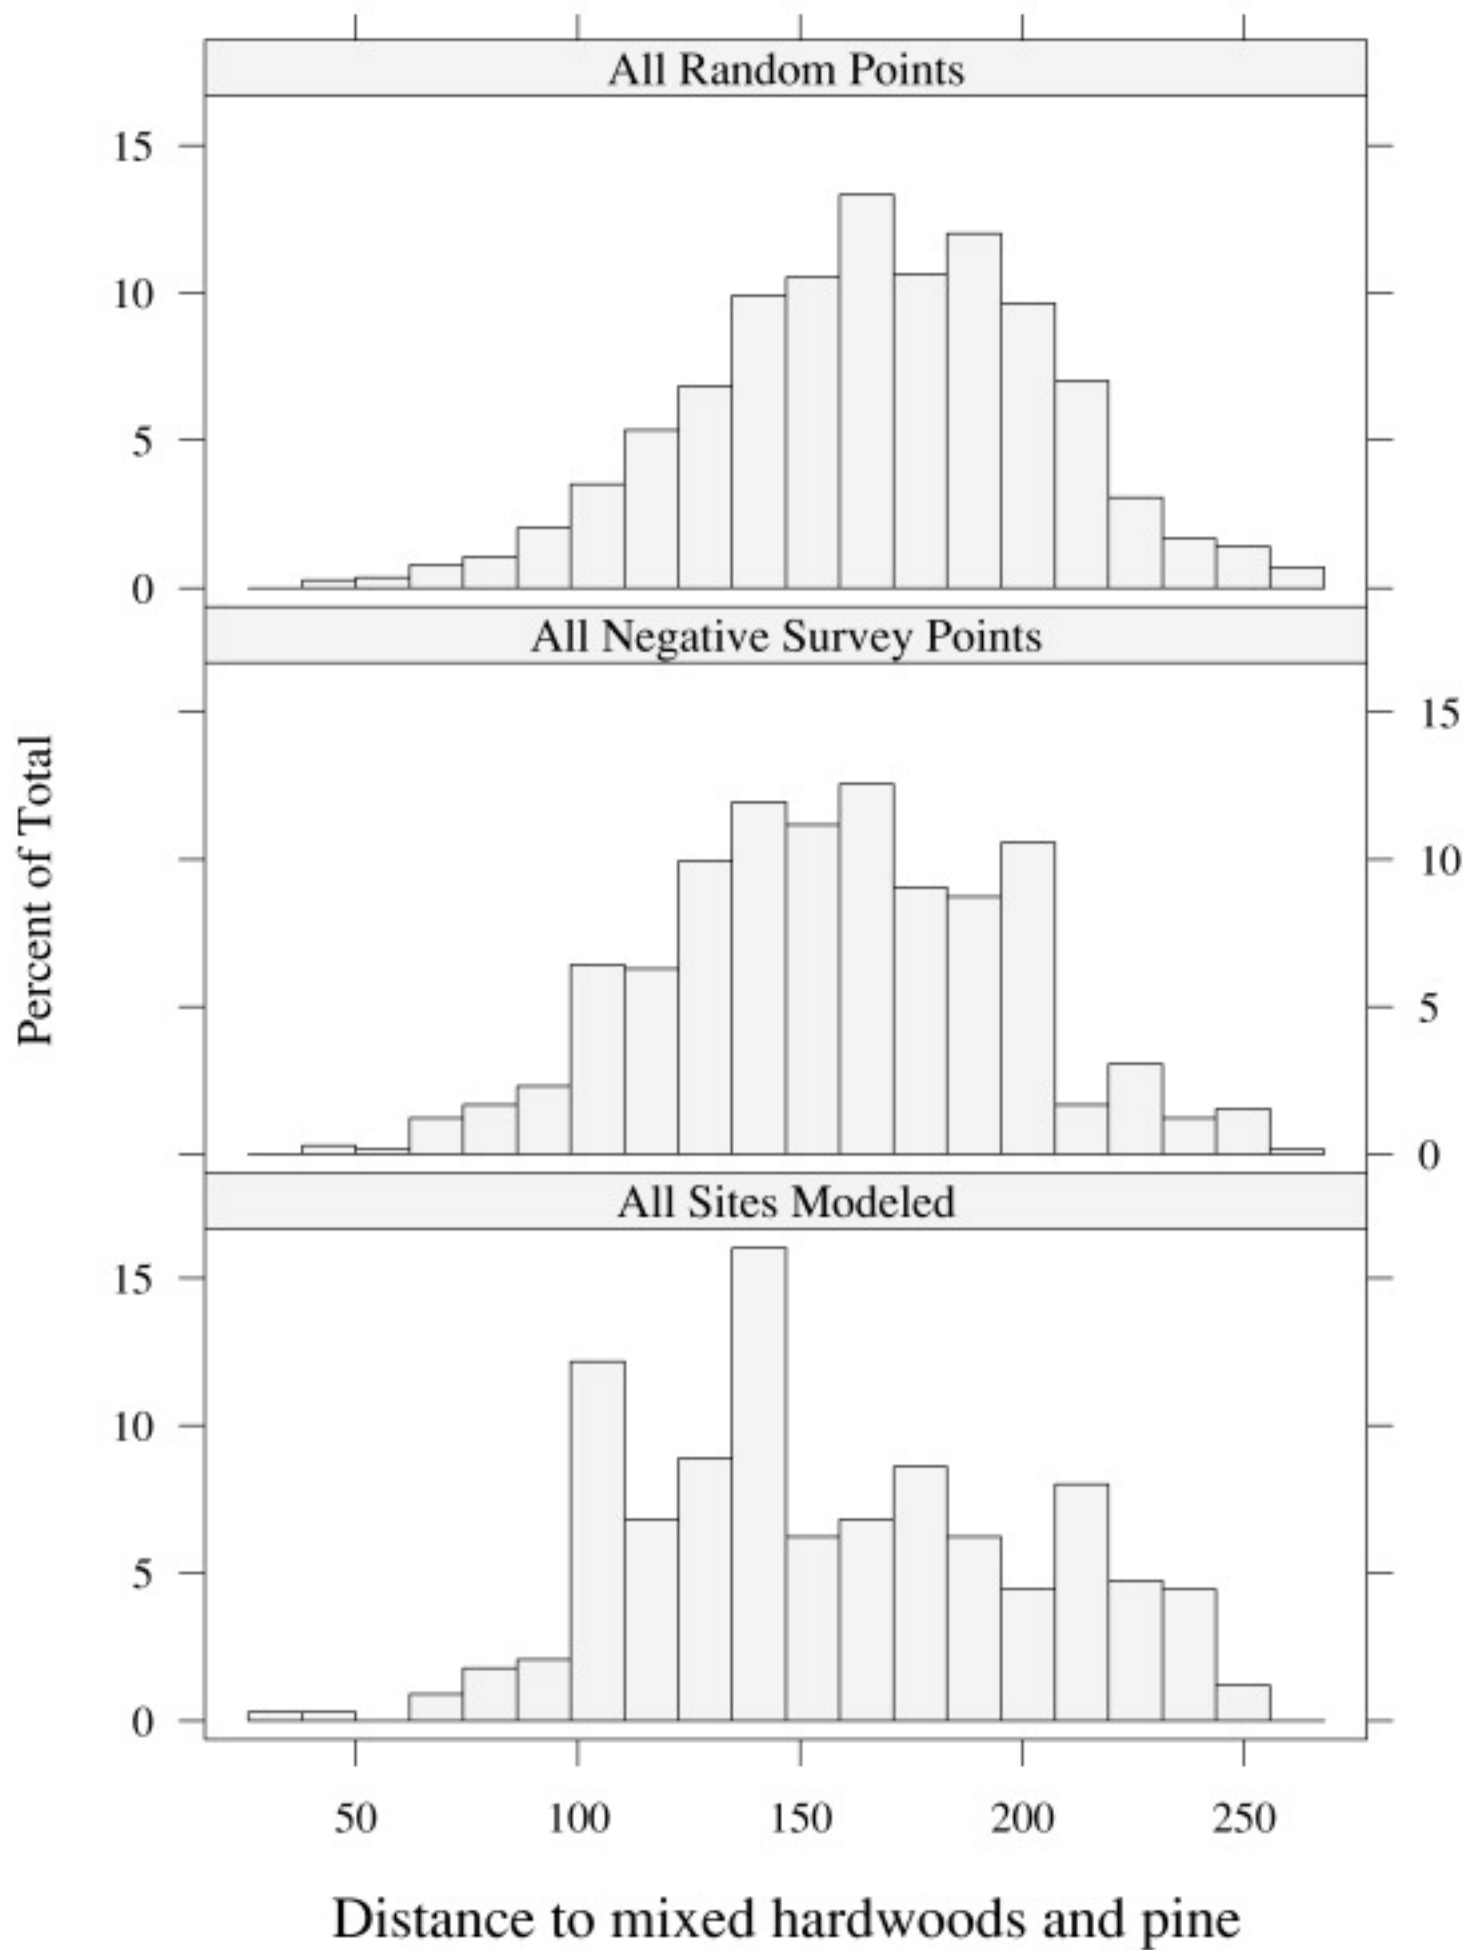 All Random Points
15
10
5
0
All Negative Survey Points
15
10
5
0
Percent of Total
All Sites Modeled
15
10
5
0
50 100 150 200 250
Distance to mixed hardwoods and pine